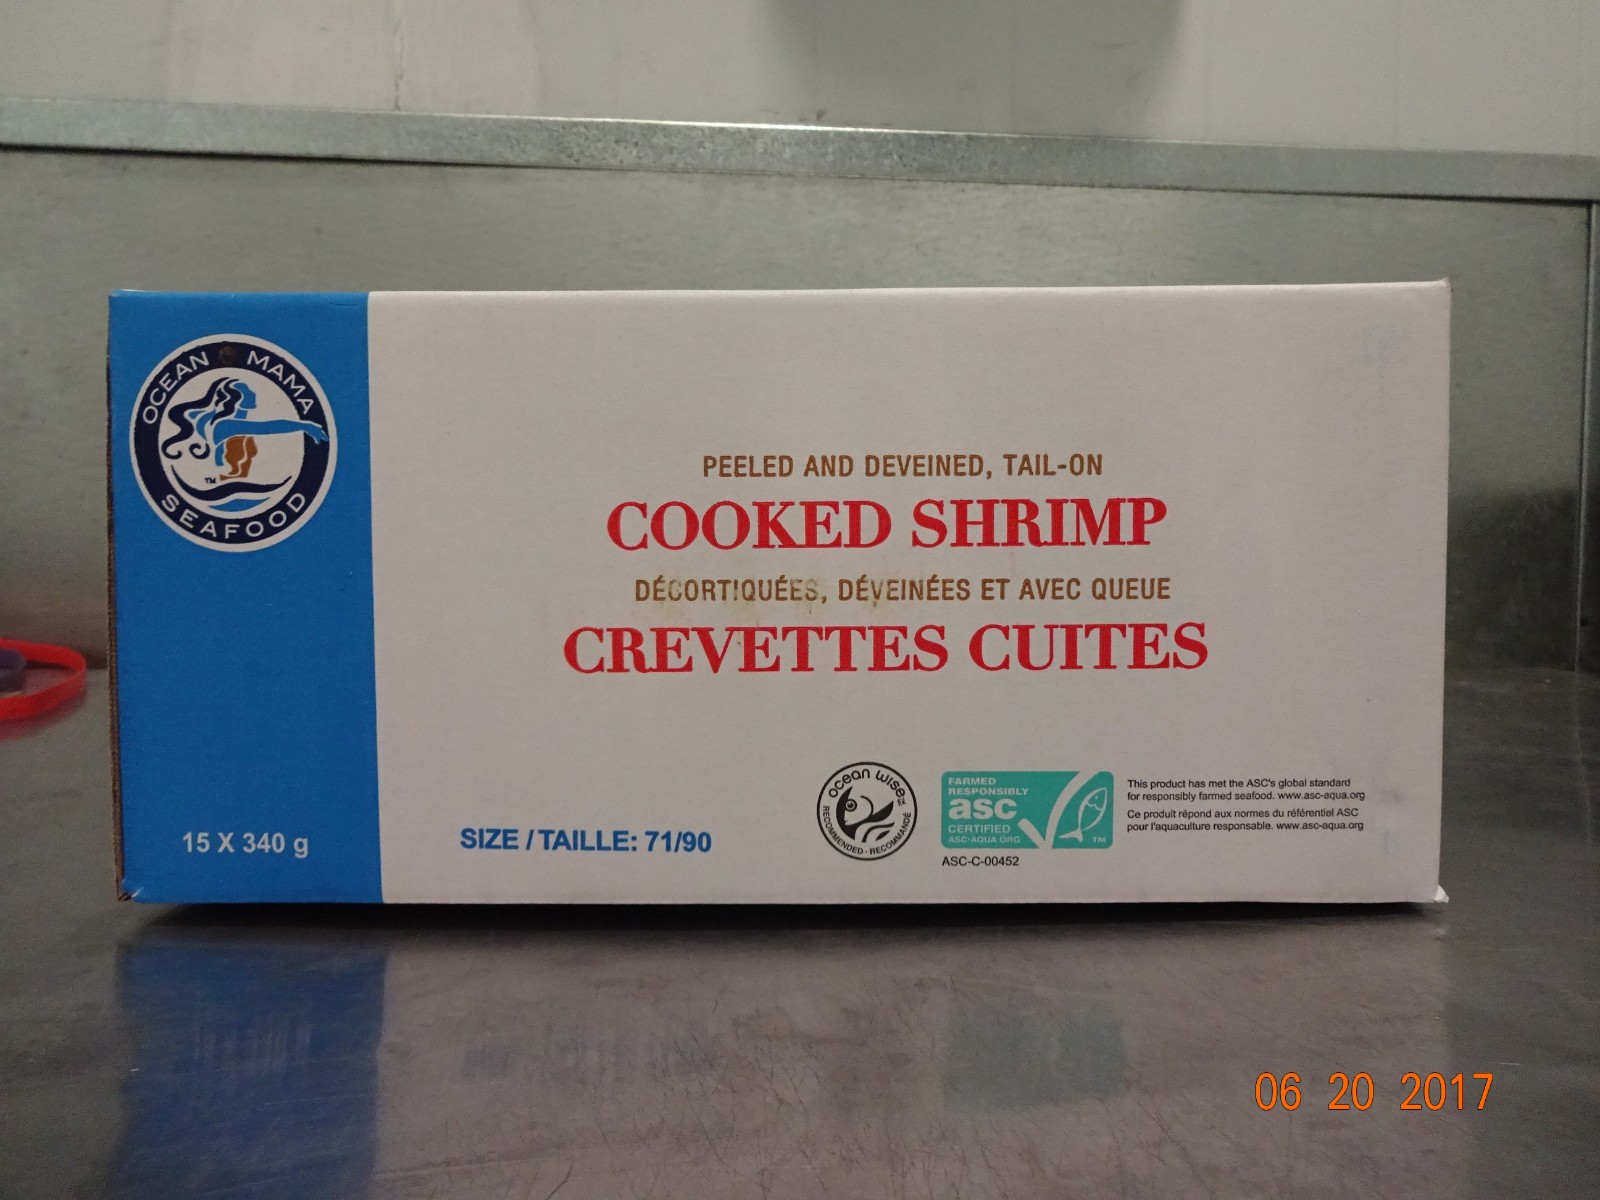 OCEAN MAMA
SEAFOOD
TM
PEELED AND DEVEINED, TAIL-ON
COOKED SHRIMP
DÉCORTIQUÉES, DÉVEINÉES ET AVEC QUEUE
CREVETTES CUITES
15 X 340 g
SIZE / TAILLE: 71/90
ocean wise
RECOMMENDED • RECOMMANDÉ
FARMED
RESPONSIBLY
asc
CERTIFIED
ASC-AQUA.ORG
TM
ASC-C-00452
This product has met the ASC's global standard
for responsibly farmed seafood. www.asc-aqua.org
Ce produit répond aux normes du référentiel ASC
pour l'aquaculture responsable. www.asc-aqua.org
06 20 2017